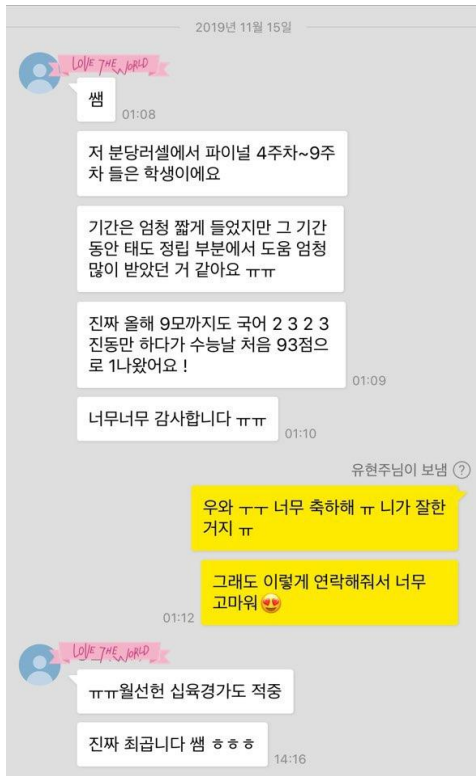 2019년 11월 15일
LOVE THE WORLD
쌤
01:08
저 분당러셀에서 파이널 4주차~9주
차 들은 학생이에요
기간은 엄청 짧게 들었지만 그 기간
동안 태도 정립 부분에서 도움 엄청
많이 받았던 거 같아요 ㅠㅠ
진짜 올해 9모까지도 국어 2 3 2 3
진동만 하다가 수능날 처음 93점으
로 1나왔어요 !
01:09
너무너무 감사합니다 ㅠㅠ
01:10
유현주님이 보냄 ?
우와 ㅜㅜ 너무 축하해 ㅠ 니가 잘한
거지 ㅠ
그래도 이렇게 연락해줘서 너무
고마워😍
01:12
LOVE THE WORLD
ㅠㅠ월선헌 십육경가도 적중
진짜 최곱니다 쌤 ㅎㅎㅎ
14:16